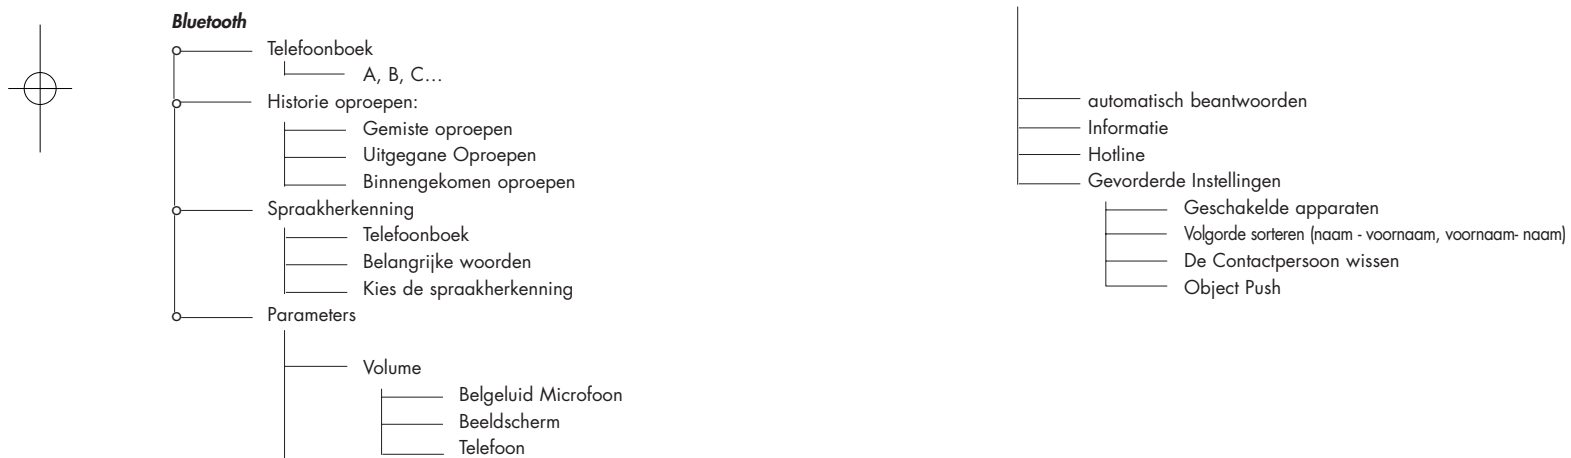 Bluetooth
Telefoonboek
A, B, C...
Historie oproepen:
Gemiste oproepen
Uitgegane Oproepen
Binnengekomen oproepen
Spraakherkenning
Telefoonboek
Belangrijke woorden
Kies de spraakherkenning
Parameters
Volume
Belgeluid Microfoon
Beeldscherm
Telefoon
automatisch beantwoorden
Informatie
Hotline
Gevorderde Instellingen
Geschakelde apparaten
Volgorde sorteren (naam - voornaam, voornaam- naam)
De Contactpersoon wissen
Object Push